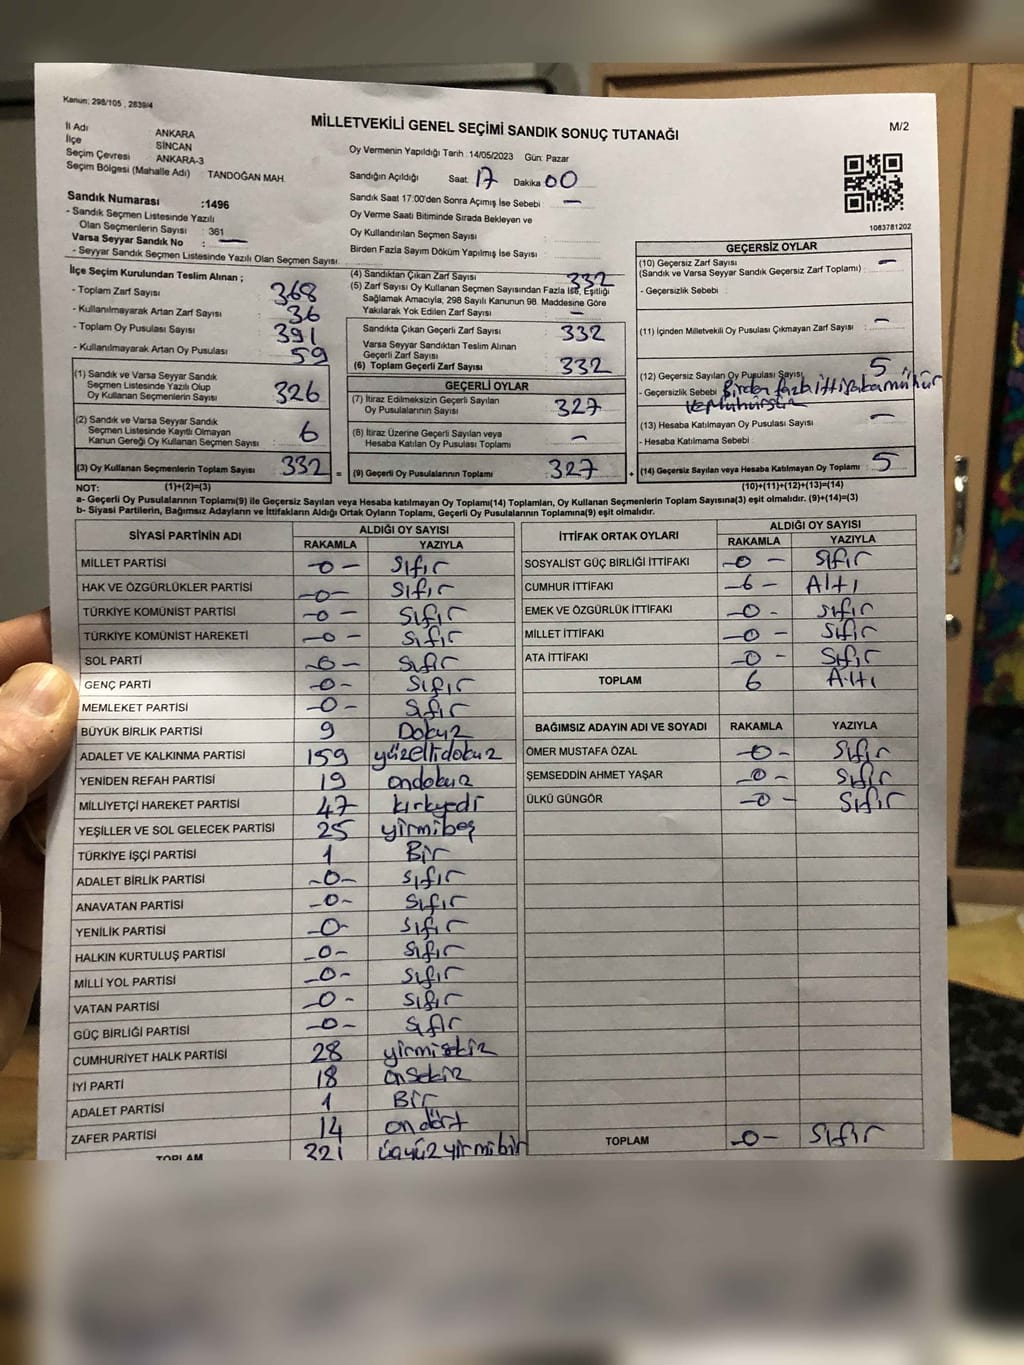 Kanun: 298/105 , 2839/4
MİLLETVEKİLİ GENEL SEÇİMİ SANDIK SONUÇ TUTANAĞI
M/2
İl Adı ANKARA
İlçe SİNCAN
Seçim Çevresi ANKARA-3
Seçim Bölgesi (Mahalle Adı) TANDOĞAN MAH.
Sandık Numarası :1496
- Sandık Seçmen Listesinde Yazılı
Olan Seçmenlerin Sayısı : 361
Varsa Seyyar Sandık No : —
- Seyyar Sandık Seçmen Listesinde Yazılı Olan Seçmen Sayısı:
Oy Vermenin Yapıldığı Tarih :14/05/2023 Gün: Pazar
Sandığın Açıldığı Saat: 17 Dakika: 00
Sandık Saat 17:00'den Sonra Açımış İse Sebebi : —
Oy Verme Saati Bitiminde Sırada Bekleyen ve
Oy Kullandırılan Seçmen Sayısı :
Birden Fazla Sayım Döküm Yapılmış İse Sayısı :
1083781202
İlçe Seçim Kurulundan Teslim Alınan ;
- Toplam Zarf Sayısı : 368
- Kullanılmayarak Artan Zarf Sayısı : 36
- Toplam Oy Pusulası Sayısı : 391
- Kullanılmayarak Artan Oy Pusulası : 59
(1) Sandık ve Varsa Seyyar Sandık
Seçmen Listesinde Yazılı Olup
Oy Kullanan Seçmenlerin Sayısı : 326
(2) Sandık ve Varsa Seyyar Sandık
Seçmen Listesinde Kayıtlı Olmayan
Kanun Gereği Oy Kullanan Seçmen Sayısı : 6
(3) Oy Kullanan Seçmenlerin Toplam Sayısı : 332 =
(4) Sandıktan Çıkan Zarf Sayısı : 332
(5) Zarf Sayısı Oy Kullanan Seçmen Sayısından Fazla İse, Eşitliği
Sağlamak Amacıyla, 298 Sayılı Kanunun 98. Maddesine Göre
Yakılarak Yok Edilen Zarf Sayısı : —
Sandıkta Çıkan Geçerli Zarf Sayısı : 332
Varsa Seyyar Sandıktan Teslim Alınan
Geçerli Zarf Sayısı :
(6) Toplam Geçerli Zarf Sayısı : 332
GEÇERLİ OYLAR
(7) İtiraz Edilmeksizin Geçerli Sayılan
Oy Pusulalarının Sayısı : 327
(8) İtiraz Üzerine Geçerli Sayılan veya
Hesaba Katılan Oy Pusulası Toplamı : —
(9) Geçerli Oy Pusulalarının Toplamı : 327 +
GEÇERSİZ OYLAR
(10) Geçersiz Zarf Sayısı : —
(Sandık ve Varsa Seyyar Sandık Geçersiz Zarf Toplamı)
- Geçersizlik Sebebi :
(11) İçinden Milletvekili Oy Pusulası Çıkmayan Zarf Sayısı : —
(12) Geçersiz Sayılan Oy Pusulası Sayısı : 5
- Geçersizlik Sebebi : Birden fazla ittifaka mühür
ve Mühürsüz
(13) Hesaba Katılmayan Oy Pusulası Sayısı : —
- Hesaba Katılmama Sebebi :
(14) Geçersiz Sayılan veya Hesaba Katılmayan Oy Toplamı : 5
NOT: (1)+(2)=(3) (10)+(11)+(12)+(13)=(14)
a- Geçerli Oy Pusulalarının Toplamı(9) ile Geçersiz Sayılan veya Hesaba katılmayan Oy Toplamı(14) Toplamları, Oy Kullanan Seçmenlerin Toplam Sayısına(3) eşit olmalıdır. (9)+(14)=(3)
b- Siyasi Partilerin, Bağımsız Adayların ve İttifakların Aldığı Ortak Oyların Toplamı, Geçerli Oy Pusulalarının Toplamına(9) eşit olmalıdır.
SİYASİ PARTİNİN ADI ALDIĞI OY SAYISI
RAKAMLA YAZIYLA
MİLLET PARTİSİ -0- Sıfır
HAK VE ÖZGÜRLÜKLER PARTİSİ -0- Sıfır
TÜRKİYE KOMÜNİST PARTİSİ -0- Sıfır
TÜRKİYE KOMÜNİST HAREKETİ -0- Sıfır
SOL PARTİ -0- Sıfır
GENÇ PARTİ -0- Sıfır
MEMLEKET PARTİSİ -0- Sıfır
BÜYÜK BİRLİK PARTİSİ 9 Dokuz
ADALET VE KALKINMA PARTİSİ 159 yüzellidokuz
YENİDEN REFAH PARTİSİ 19 ondokuz
MİLLİYETÇİ HAREKET PARTİSİ 47 kırkyedi
YEŞİLLER VE SOL GELECEK PARTİSİ 25 yirmibeş
TÜRKİYE İŞÇİ PARTİSİ 1 Bir
ADALET BİRLİK PARTİSİ -0- Sıfır
ANAVATAN PARTİSİ -0- Sıfır
YENİLİK PARTİSİ -0- Sıfır
HALKIN KURTULUŞ PARTİSİ -0- Sıfır
MİLLİ YOL PARTİSİ -0- Sıfır
VATAN PARTİSİ -0- Sıfır
GÜÇ BİRLİĞİ PARTİSİ -0- Sıfır
CUMHURİYET HALK PARTİSİ 28 yirmisekiz
İYİ PARTİ 18 onsekiz
ADALET PARTİSİ 1 Bir
ZAFER PARTİSİ 14 ondört
TOPLAM 321 üçyüzyirmibir
İTTİFAK ORTAK OYLARI ALDIĞI OY SAYISI
RAKAMLA YAZIYLA
SOSYALİST GÜÇ BİRLİĞİ İTTİFAKI -0- Sıfır
CUMHUR İTTİFAKI -6- Altı
EMEK VE ÖZGÜRLÜK İTTİFAKI -0- Sıfır
MİLLET İTTİFAKI -0- Sıfır
ATA İTTİFAKI -0- Sıfır
TOPLAM 6 Altı
BAĞIMSIZ ADAYIN ADI VE SOYADI RAKAMLA YAZIYLA
ÖMER MUSTAFA ÖZAL -0- Sıfır
ŞEMSEDDİN AHMET YAŞAR -0- Sıfır
ÜLKÜ GÜNGÖR -0- Sıfır
TOPLAM -0- Sıfır